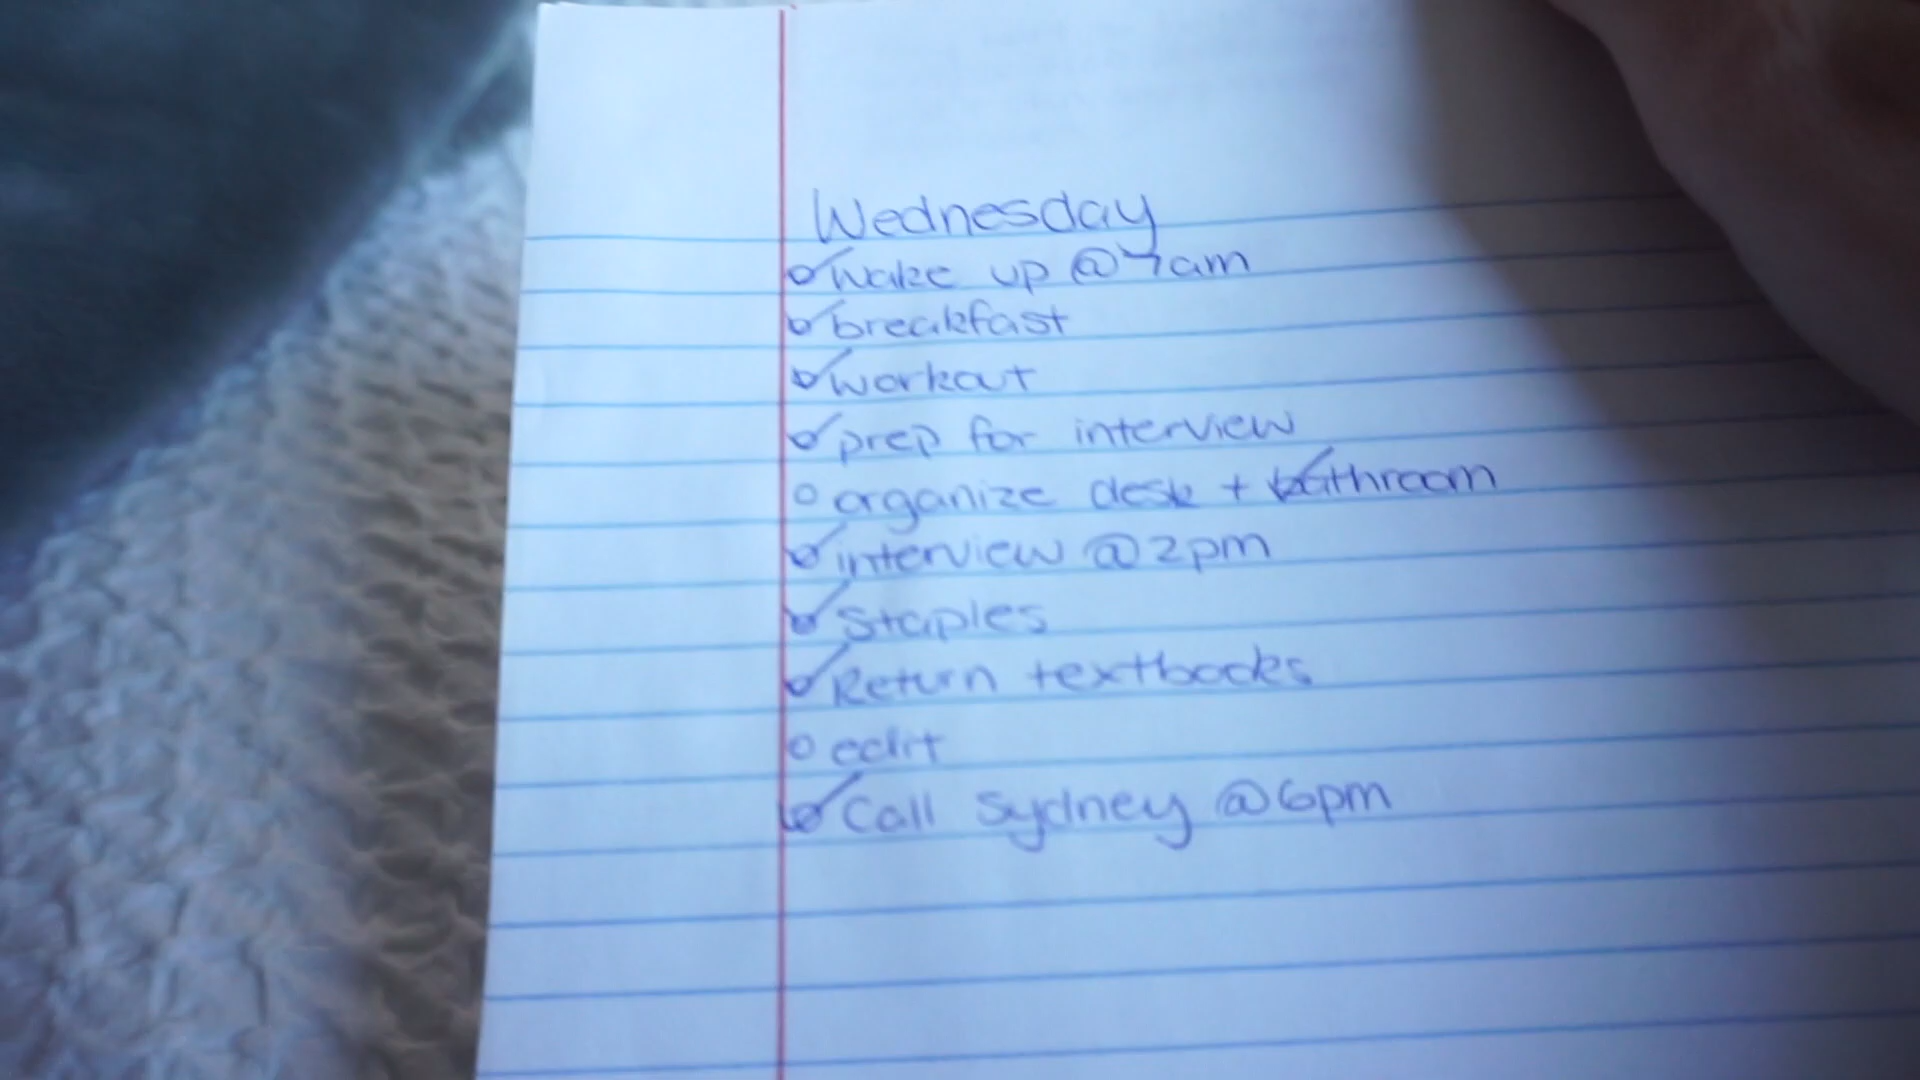 Wednesday
wake up @7am
breakfast
workout
prep for interview
organize desk + bathroom
interview @2pm
Staples
Return textbooks
edit
Call Sydney @6pm